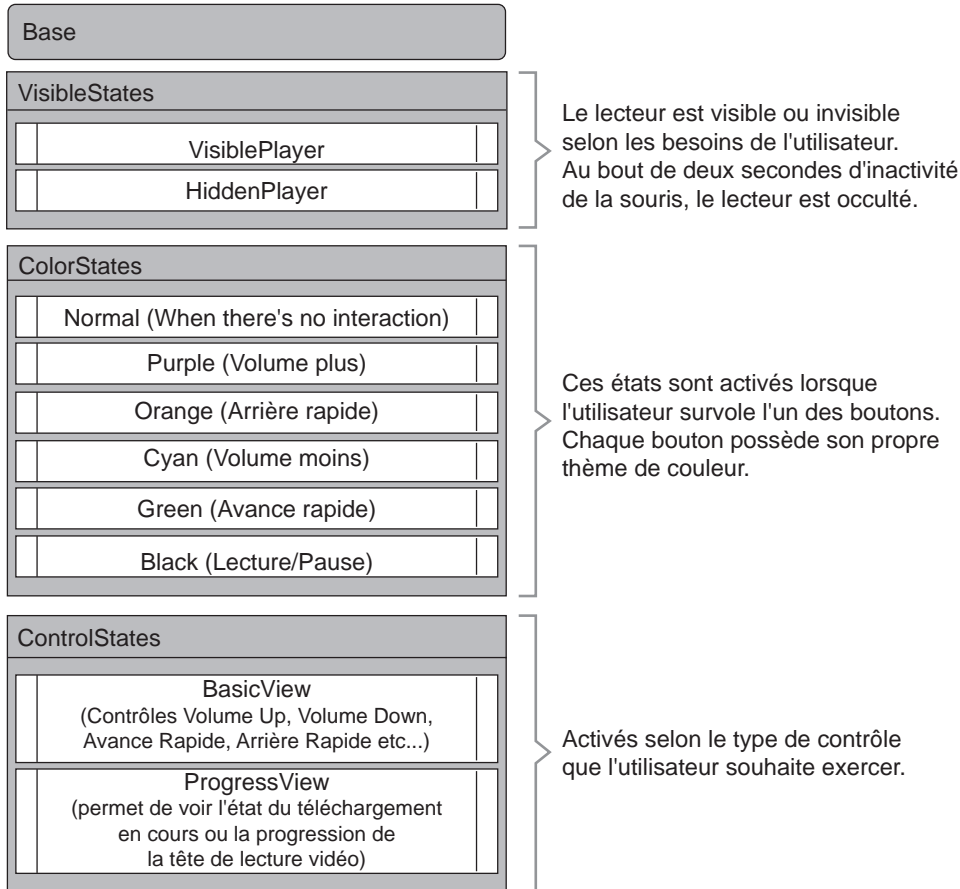 Base
VisibleStates
VisiblePlayer
HiddenPlayer
Le lecteur est visible ou invisible
selon les besoins de l'utilisateur.
Au bout de deux secondes d'inactivité
de la souris, le lecteur est occulté.
ColorStates
Normal (When there's no interaction)
Purple (Volume plus)
Orange (Arrière rapide)
Cyan (Volume moins)
Green (Avance rapide)
Black (Lecture/Pause)
Ces états sont activés lorsque
l'utilisateur survole l'un des boutons.
Chaque bouton possède son propre
thème de couleur.
ControlStates
BasicView
(Contrôles Volume Up, Volume Down,
Avance Rapide, Arrière Rapide etc...)
ProgressView
(permet de voir l'état du téléchargement
en cours ou la progression de
la tête de lecture vidéo)
Activés selon le type de contrôle
que l'utilisateur souhaite exercer.